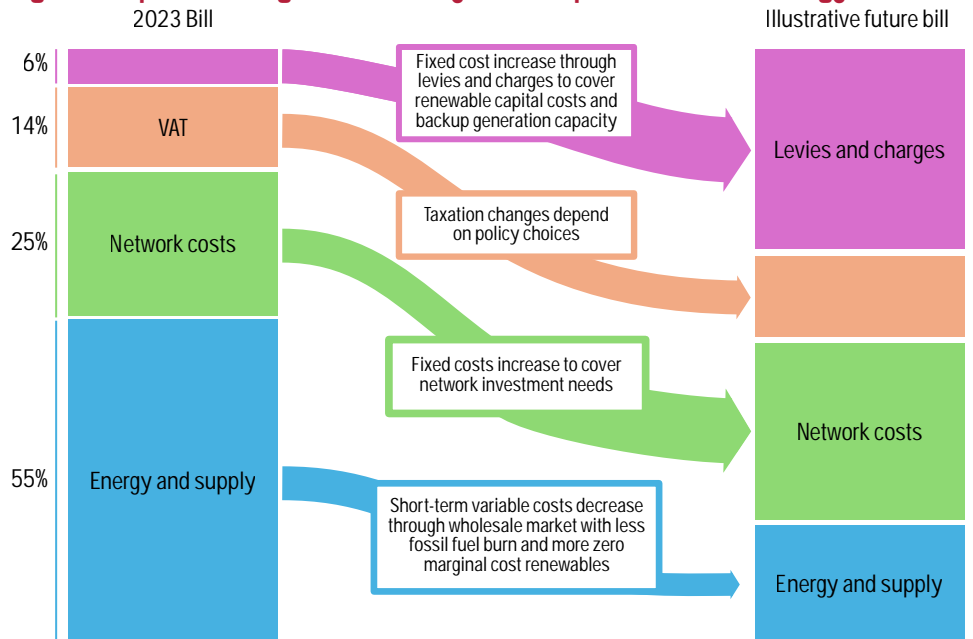 2023 Bill
Illustrative future bill
6%
14%
25%
55%
VAT
Network costs
Energy and supply
Fixed cost increase through
levies and charges to cover
renewable capital costs and
backup generation capacity
Taxation changes depend
on policy choices
Fixed costs increase to cover
network investment needs
Short-term variable costs decrease
through wholesale market with less
fossil fuel burn and more zero
marginal cost renewables
Levies and charges
Network costs
Energy and supply